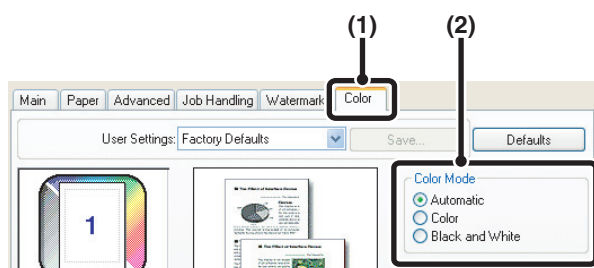 (1) (2)
Main Paper Advanced Job Handling Watermark Color
User Settings: Factory Defaults Save... Defaults
Color Mode
Automatic
Color
Black and White
1